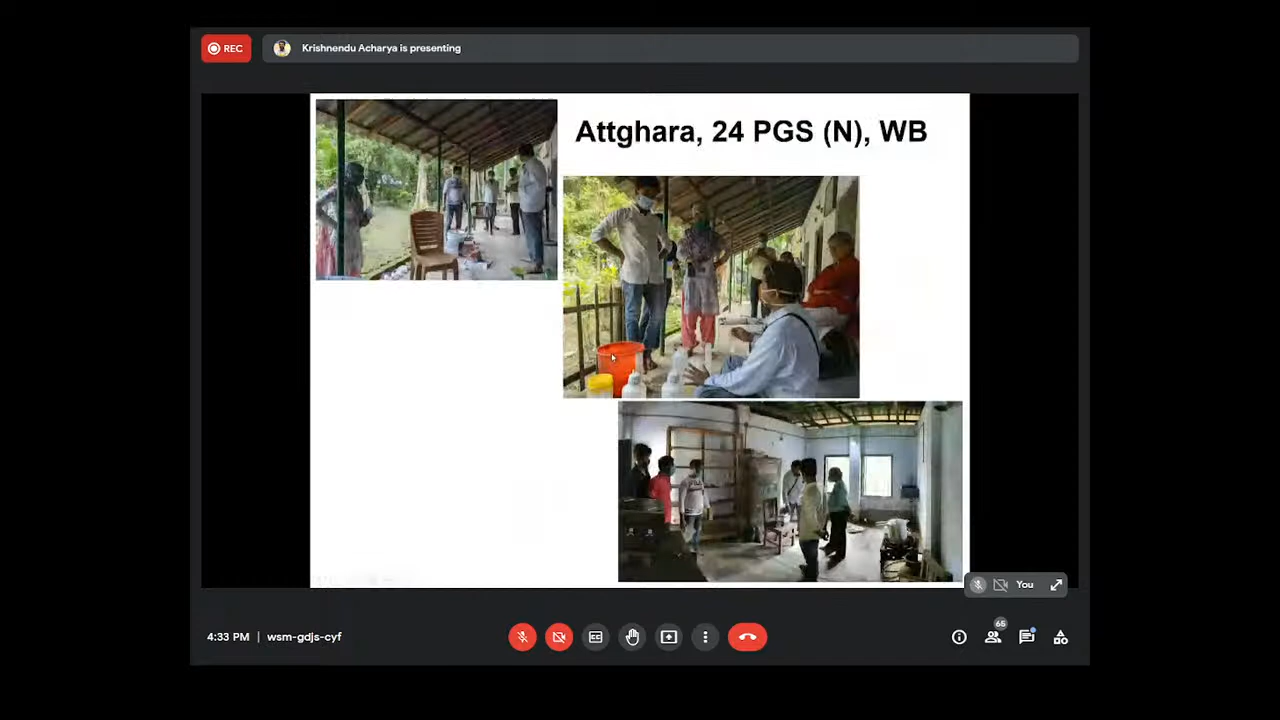 REC
Krishnendu Acharya is presenting
Attghara, 24 PGS (N), WB
You
4:33 PM | wsm-gdjs-cyf
65